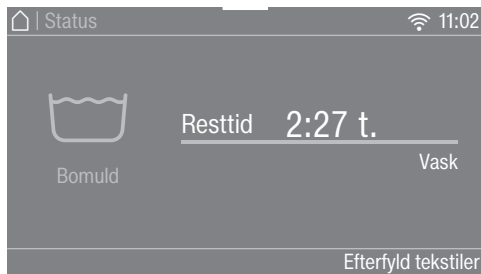 | Status
11:02
Resttid 2:27 t.
Vask
Bomuld
Efterfyld tekstiler